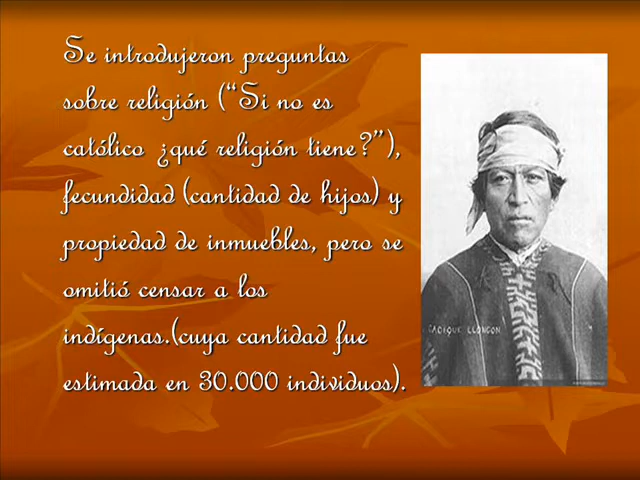 Se introdujeron preguntas
sobre religión (“Si no es
católico ¿qué religión tiene?”),
fecundidad (cantidad de hijos) y
propiedad de inmuebles, pero se
omitió censar a los
indígenas.(cuya cantidad fue
estimada en 30.000 individuos).
CACIQUE LLONCON